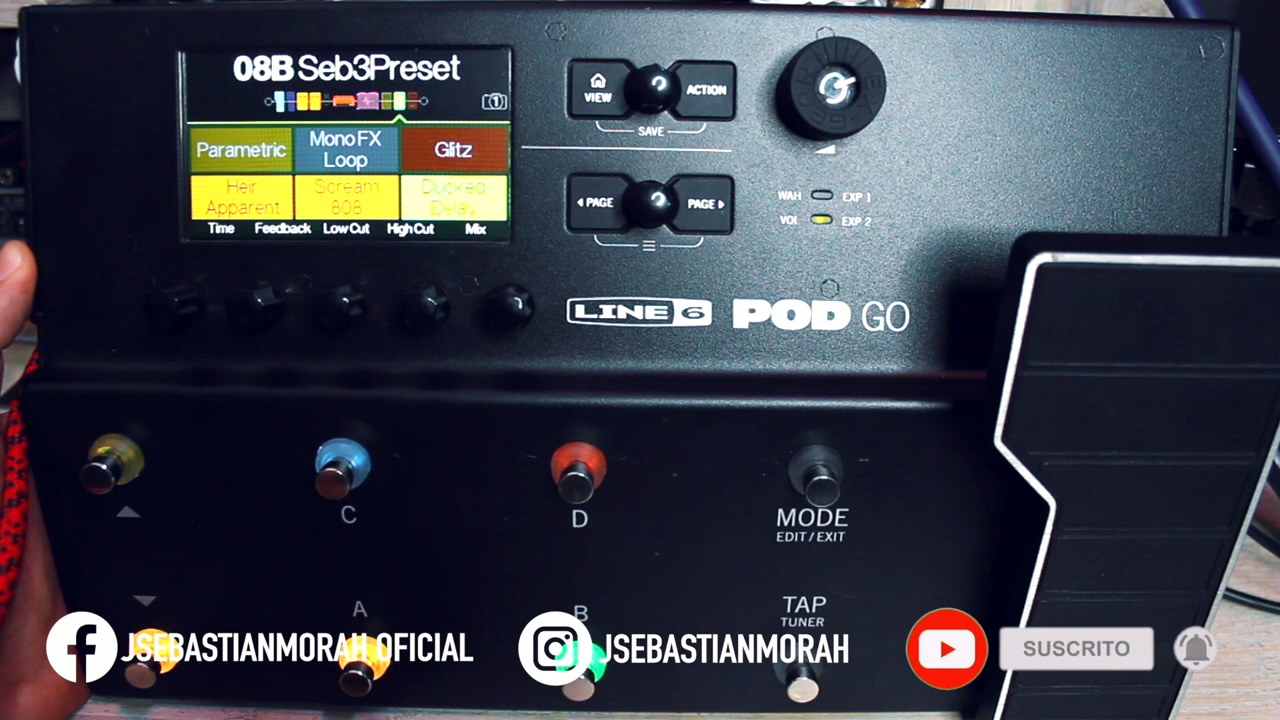 08B Seb3Preset
1
Parametric
Mono FX
Loop
Glitz
Heir
Apparent
Scream
808
Ducked
Delay
Time Feedback Low Cut High Cut Mix
VIEW
ACTION
SAVE
PAGE
PAGE
WAH EXP 1
VOL EXP 2
LINE 6 POD GO
C
D
MODE
EDIT / EXIT
A
B
TAP
TUNER
JSEBASTIANMORAH OFICIAL
JSEBASTIANMORAH
SUSCRITO